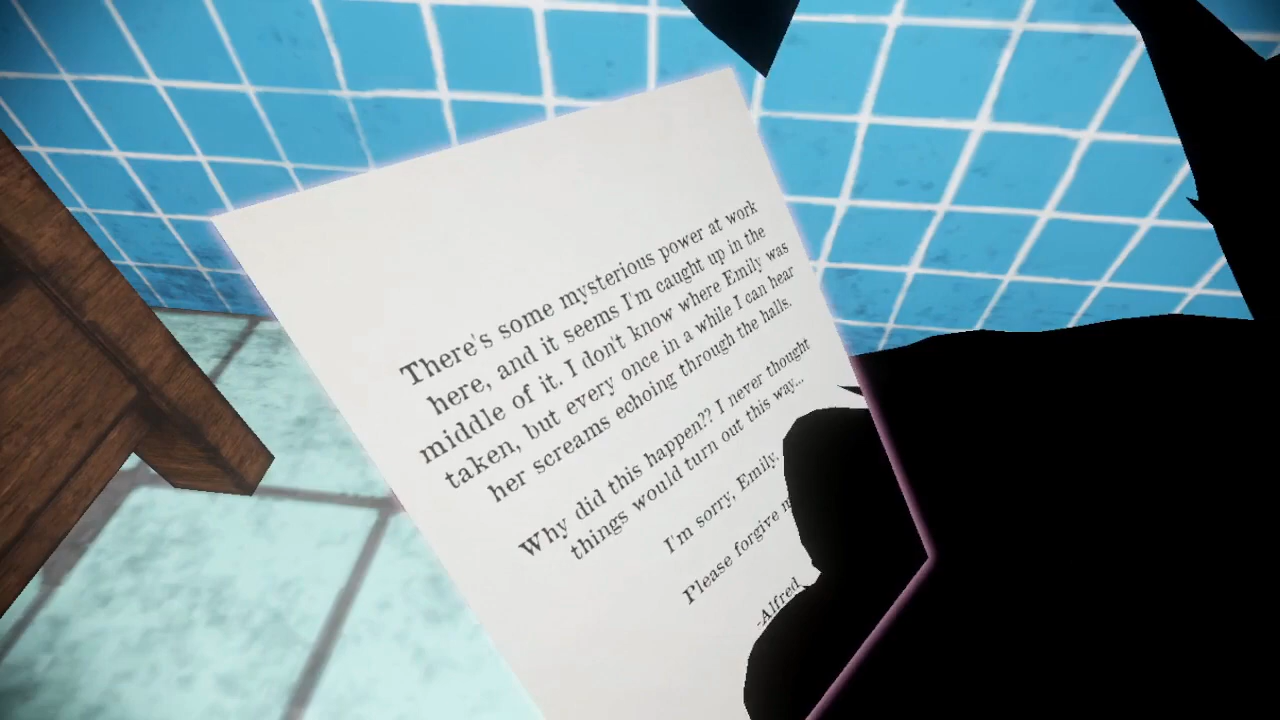 There's some mysterious power at work
here, and it seems I'm caught up in the
middle of it. I don't know where Emily was
taken, but every once in a while I can hear
her screams echoing through the halls.
Why did this happen?? I never thought
things would turn out this way...
I'm sorry, Emily.
Please forgive
-Alfred